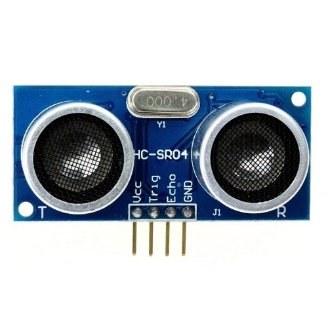 4.000
Y1
HC-SR04
Vcc
Trig
Echo
GND
T
J1
R